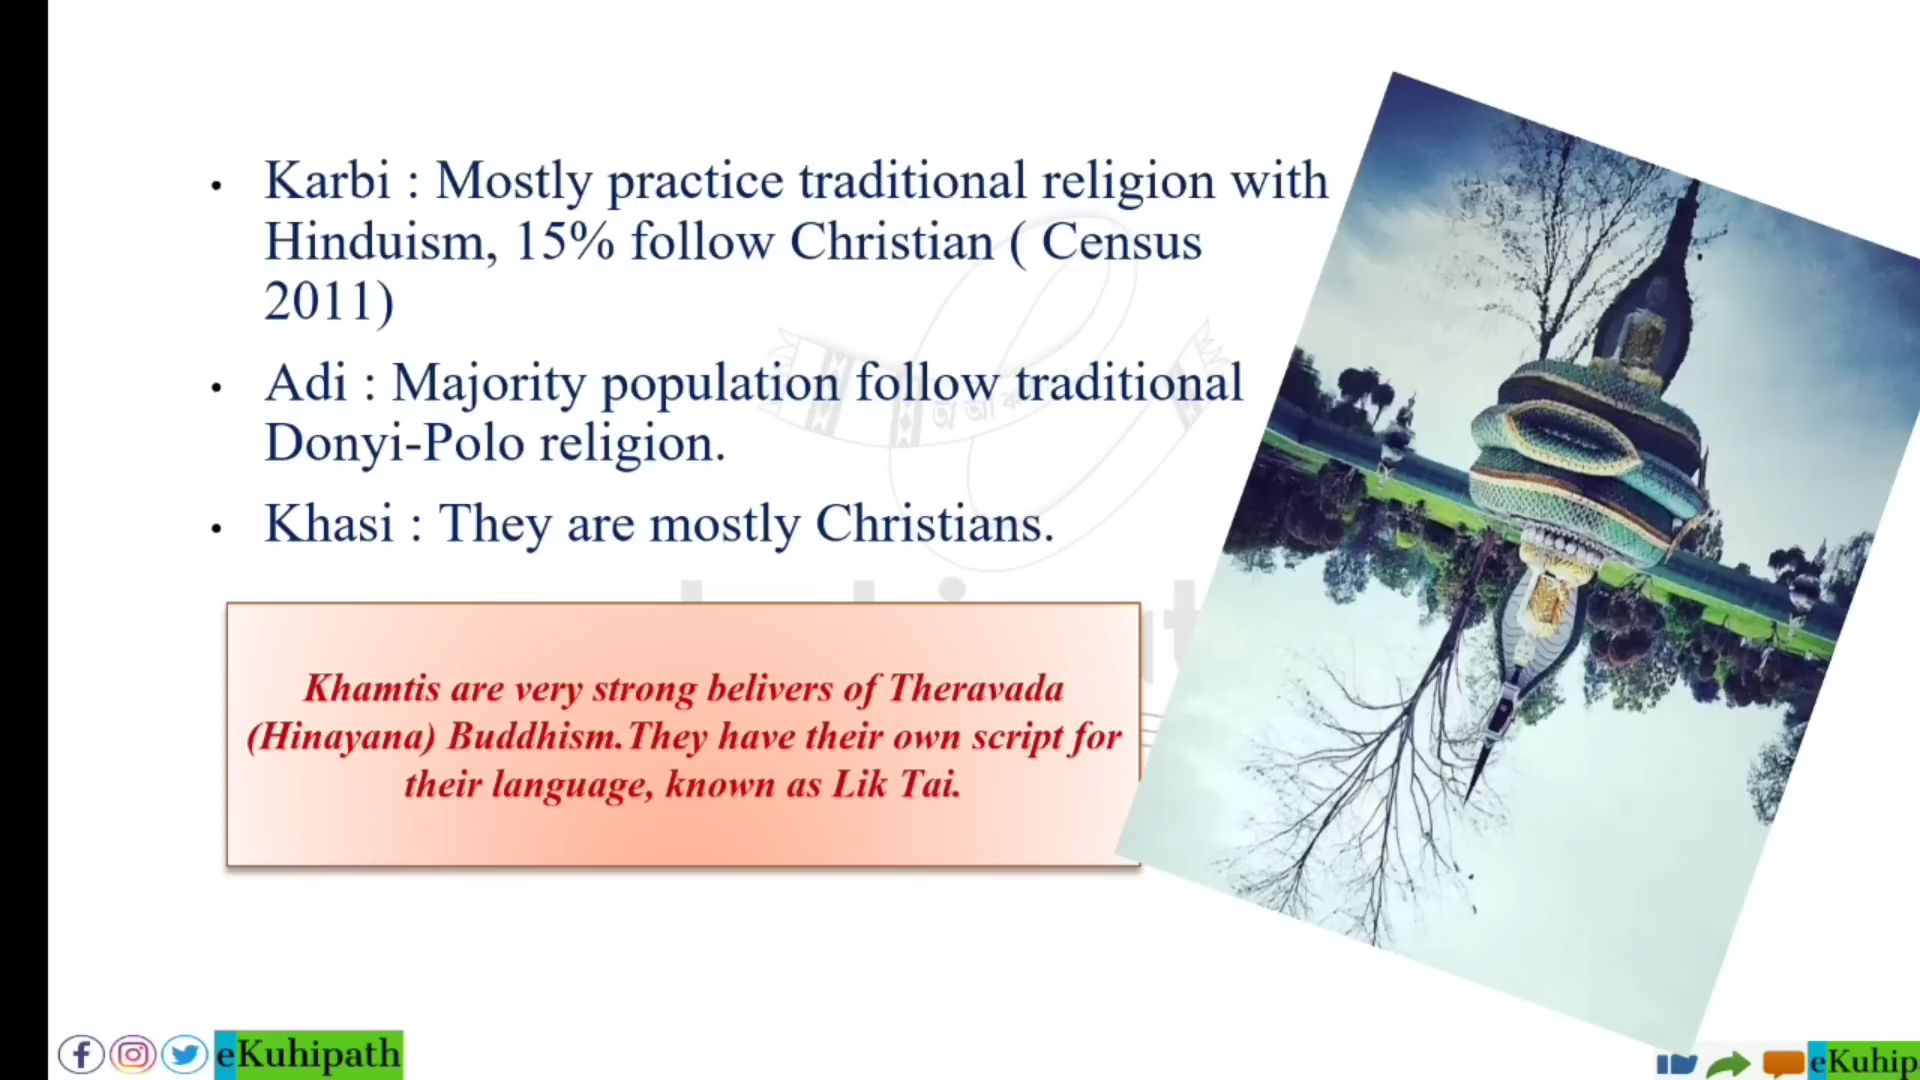 Karbi : Mostly practice traditional religion with
Hinduism, 15% follow Christian ( Census
2011)
Adi : Majority population follow traditional
Donyi-Polo religion.
Khasi : They are mostly Christians.
Khamtis are very strong belivers of Theravada
(Hinayana) Buddhism.They have their own script for
their language, known as Lik Tai.
eKuhipath
eKuhip